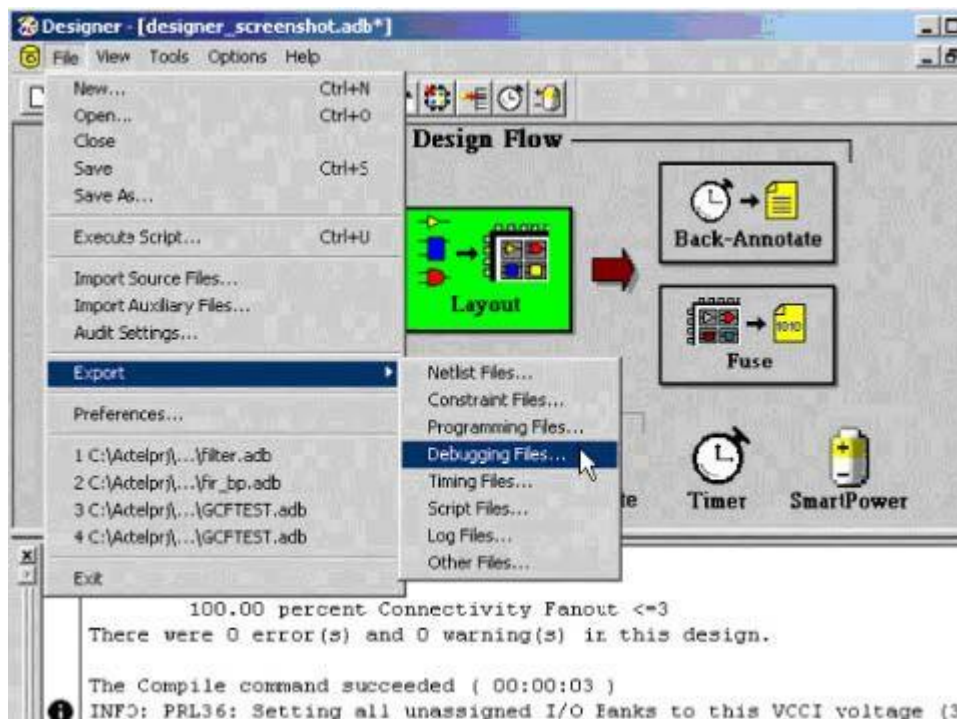 Designer - [designer_screenshot.adb*]
File View Tools Options Help
New... Ctrl+N
Open... Ctrl+O
Close
Save Ctrl+S
Save As...
Execute Script... Ctrl+U
Import Source Files...
Import Auxiliary Files...
Audit Settings...
Export
Preferences...
1 C:\Actelprj\...\filter.adb
2 C:\Actelprj\...\fir_bp.adb
3 C:\Actelprj\...\GCFTEST.adb
4 C:\Actelprj\...\GCFTEST.adb
Exit
Netlist Files...
Constraint Files...
Programming Files...
Debugging Files...
Timing Files...
Script Files...
Log Files...
Other Files...
Design Flow
Layout
Back-Annotate
1010
Fuse
te
Timer
SmartPower
100.00 percent Connectivity Fanout <=3
There were 0 error(s) and 0 warning(s) in this design.
The Compile command succeeded ( 00:00:03 )
INFO: PRL36: Setting all unassigned I/O Banks to this VCCI voltage (3